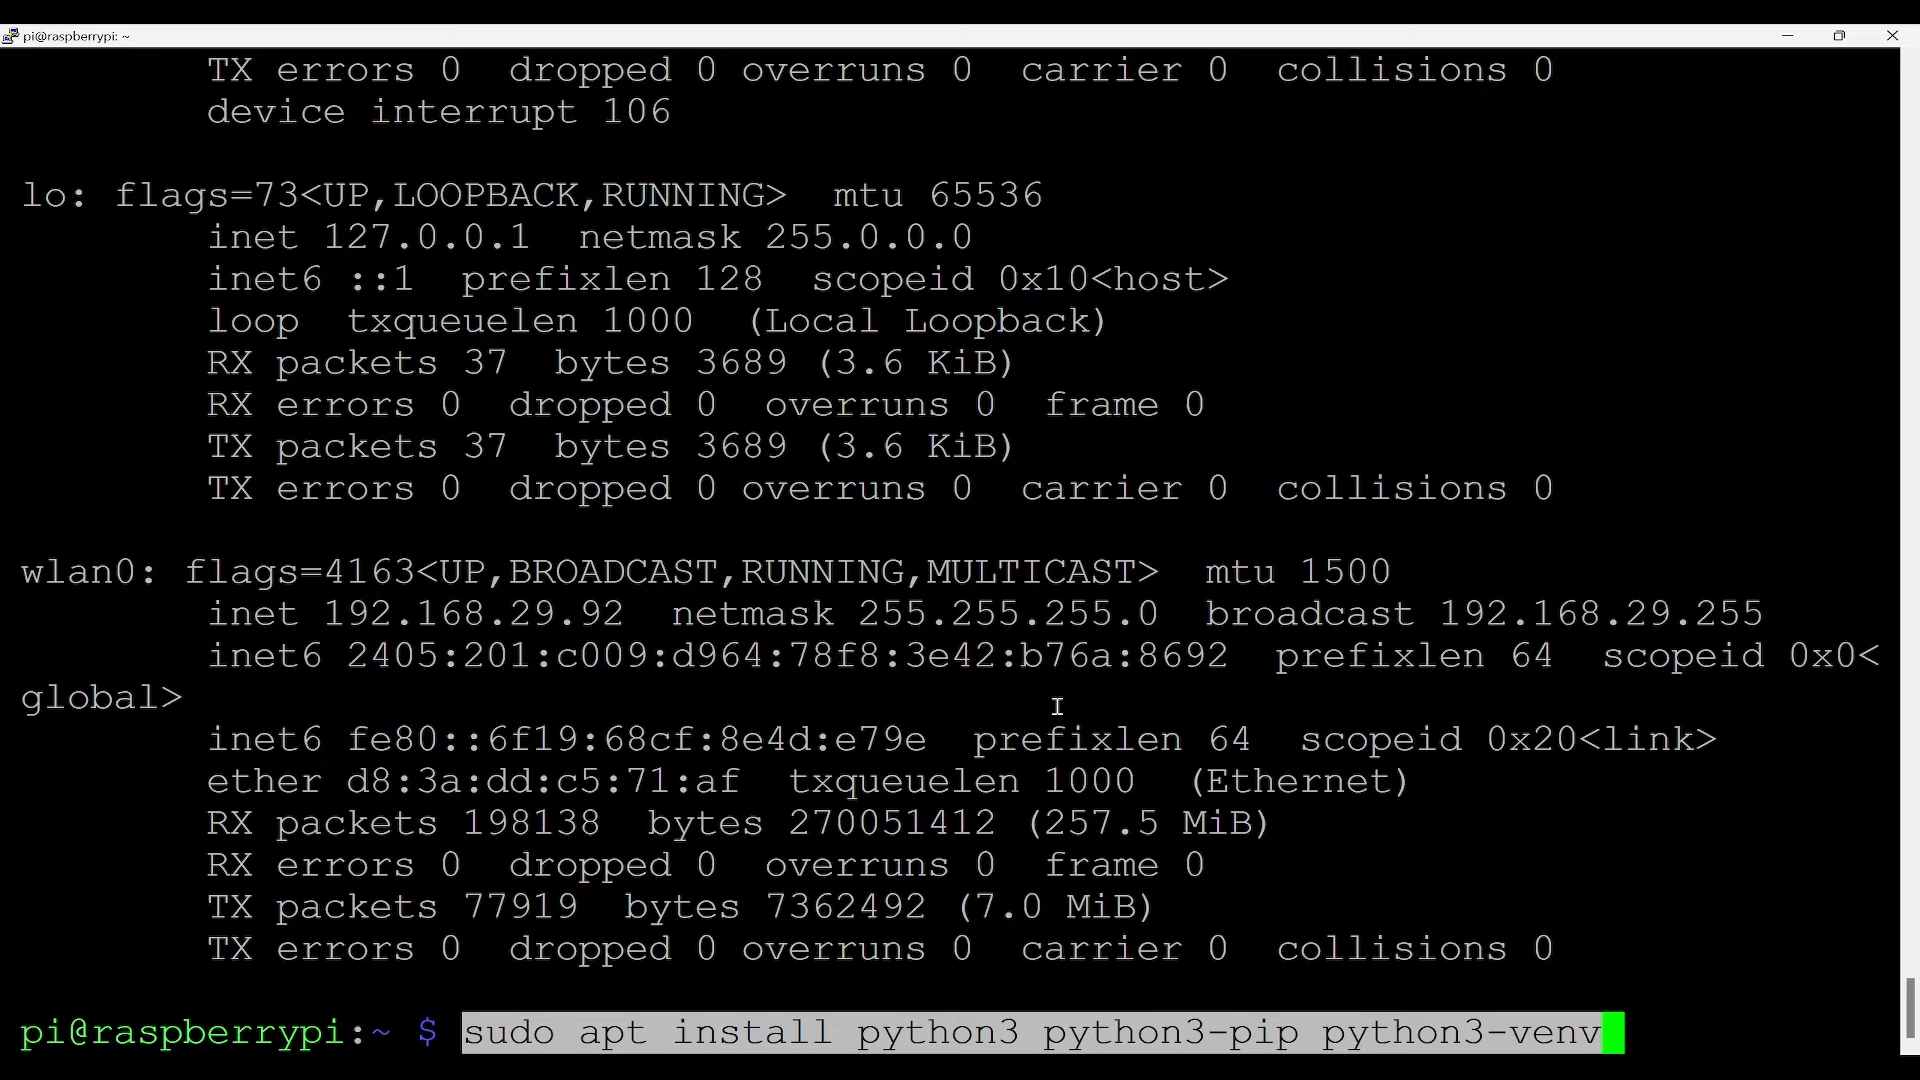 pi@raspberrypi: ~
TX errors 0  dropped 0 overruns 0  carrier 0  collisions 0
device interrupt 106
lo: flags=73<UP,LOOPBACK,RUNNING>  mtu 65536
inet 127.0.0.1  netmask 255.0.0.0
inet6 ::1  prefixlen 128  scopeid 0x10<host>
loop  txqueuelen 1000  (Local Loopback)
RX packets 37  bytes 3689 (3.6 KiB)
RX errors 0  dropped 0  overruns 0  frame 0
TX packets 37  bytes 3689 (3.6 KiB)
TX errors 0  dropped 0 overruns 0  carrier 0  collisions 0
wlan0: flags=4163<UP,BROADCAST,RUNNING,MULTICAST>  mtu 1500
inet 192.168.29.92  netmask 255.255.255.0  broadcast 192.168.29.255
inet6 2405:201:c009:d964:78f8:3e42:b76a:8692  prefixlen 64  scopeid 0x0<
global>
inet6 fe80::6f19:68cf:8e4d:e79e  prefixlen 64  scopeid 0x20<link>
ether d8:3a:dd:c5:71:af  txqueuelen 1000  (Ethernet)
RX packets 198138  bytes 270051412 (257.5 MiB)
RX errors 0  dropped 0  overruns 0  frame 0
TX packets 77919  bytes 7362492 (7.0 MiB)
TX errors 0  dropped 0 overruns 0  carrier 0  collisions 0
pi@raspberrypi:~ $ sudo apt install python3 python3-pip python3-venv